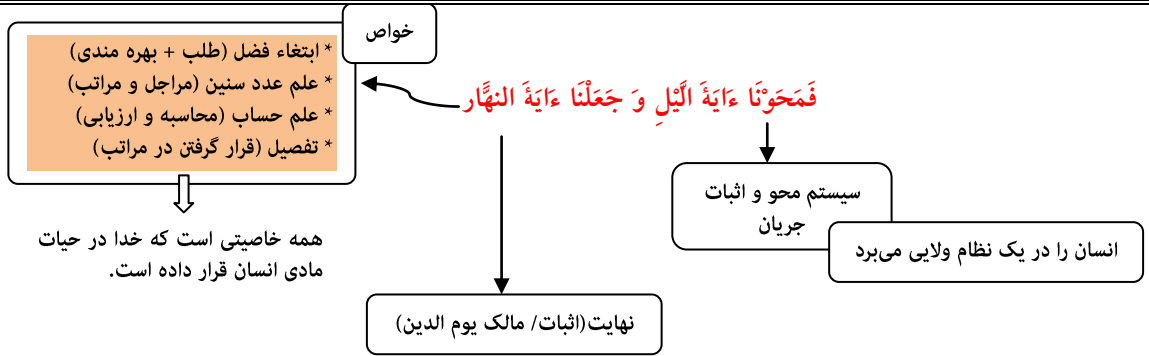 خواص
* ابتغاء فضل (طلب + بهره مندی)
* علم عدد سنین (مراجل و مراتب)
* علم حساب (محاسبه و ارزیابی)
* تفصیل (قرار گرفتن در مراتب)
فَمَحَوْنَا ءَايَةَ الَّيْلِ وَ جَعَلْنَا ءَايَةَ النهَّار
سیستم محو و اثبات
جریان
انسان را در یک نظام ولایی می‌برد
همه خاصیتی است که خدا در حیات
مادی انسان قرار داده است.
نهایت(اثبات/ مالک یوم الدین)